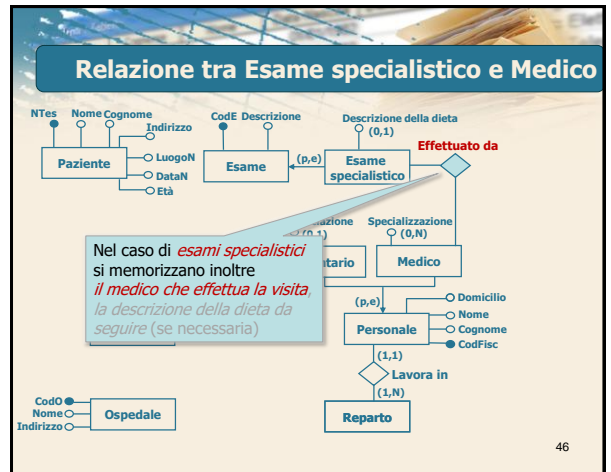 Relazione tra Esame specialistico e Medico
NTes Nome Cognome
Indirizzo
Paziente
LuogoN
DataN
Età
CodE Descrizione
Esame
(p,e)
Descrizione della dieta
(0,1)
Esame
specialistico
Effettuato da
Specializzazione
(0,N)
(0,1)
Medico
Nel caso di esami specialistici
si memorizzano inoltre
il medico che effettua la visita,
la descrizione della dieta da
seguire (se necessaria)
(p,e)
Personale
Domicilio
Nome
Cognome
CodFisc
(1,1)
Lavora in
(1,N)
Reparto
CodO
Nome
Indirizzo
Ospedale
46